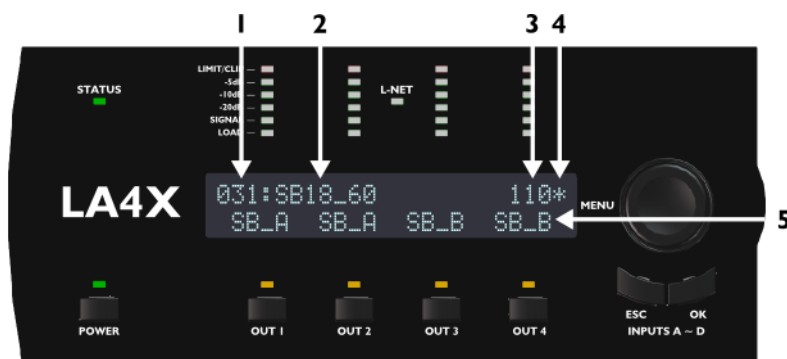 1 2 3 4
LIMIT/CLIP
-5dB
-10dB
-20dB
SIGNAL
LOAD
STATUS
L-NET
LA4X
031:SB18_60 110*
SB_A SB_A SB_B SB_B
MENU
5
POWER
OUT 1 OUT 2 OUT 3 OUT 4
ESC OK
INPUTS A ~ D